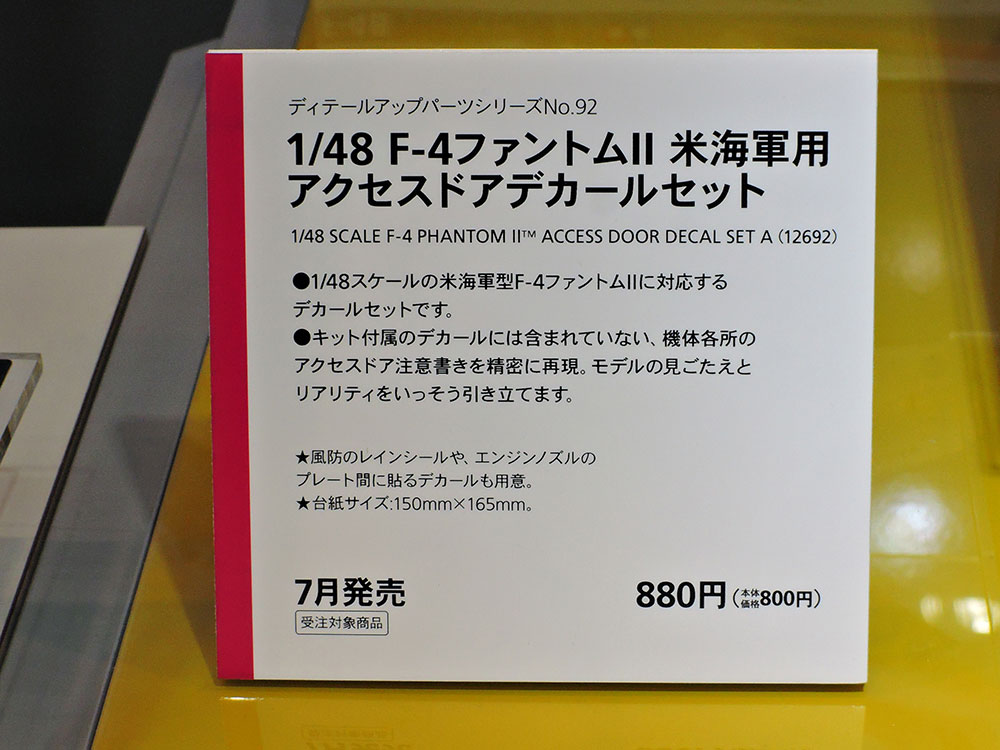 ディテールアップパーツシリーズNo.92
1/48 F-4ファントムII 米海軍用
アクセスドアデカールセット
1/48 SCALE F-4 PHANTOM II™ ACCESS DOOR DECAL SET A (12692)
●1/48スケールの米海軍型F-4ファントムIIに対応する
デカールセットです。
●キット付属のデカールには含まれていない、機体各所の
アクセスドア注意書きを精密に再現。モデルの見ごたえと
リアリティをいっそう引き立てます。
★風防のレインシールや、エンジンノズルの
プレート間に貼るデカールも用意。
★台紙サイズ:150mm×165mm。
7月発売
受注対象商品
880円(本体価格800円)